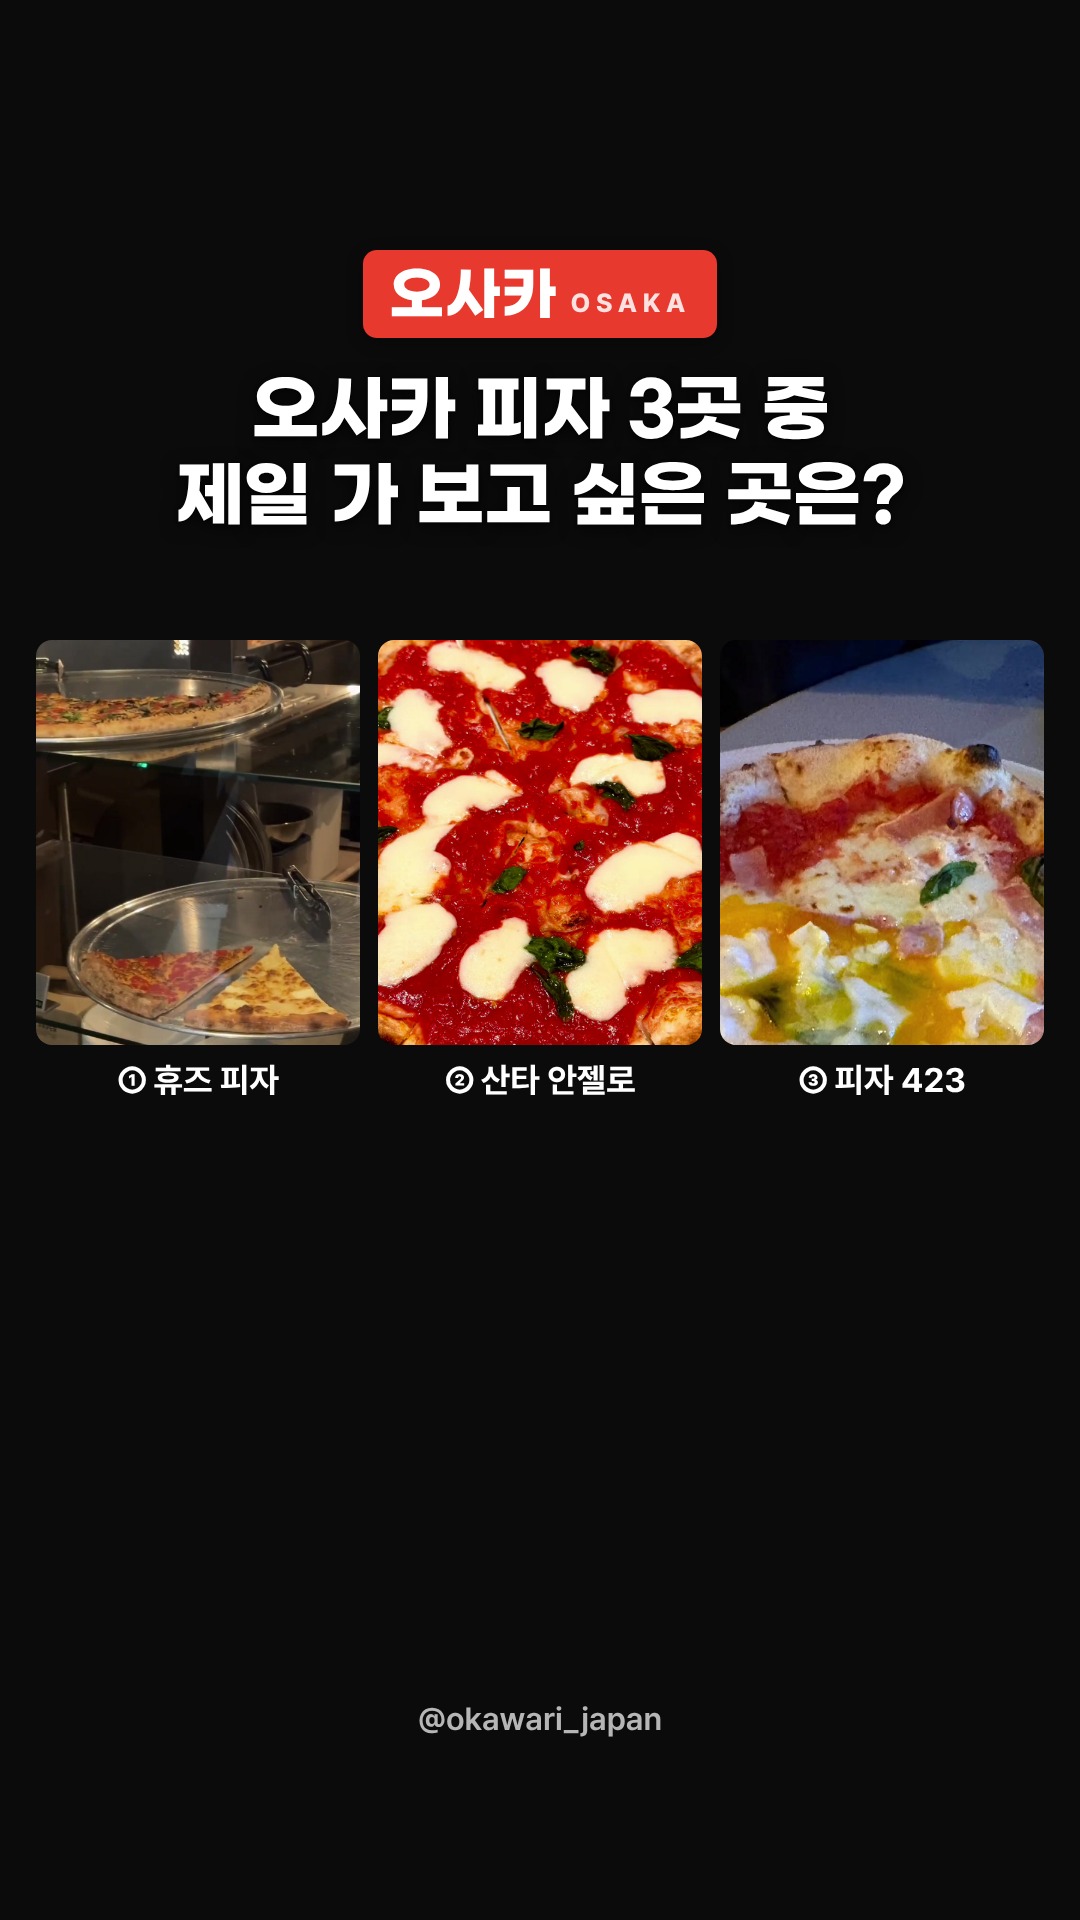 오사카 OSAKA
오사카 피자 3곳 중
제일 가 보고 싶은 곳은?
① 휴즈 피자
② 산타 안젤로
③ 피자 423
@okawari_japan